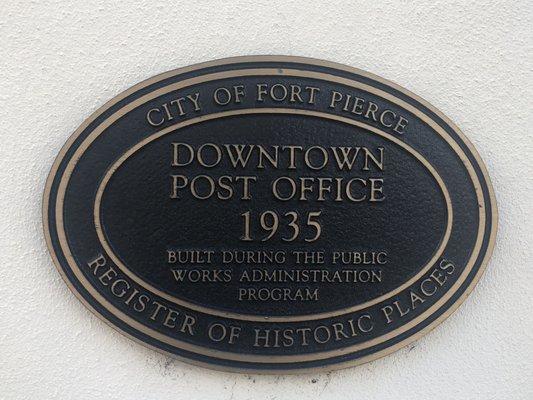 CITY OF FORT PIERCE
DOWNTOWN
POST OFFICE
1935
BUILT DURING THE PUBLIC
WORKS ADMINISTRATION
PROGRAM
REGISTER OF HISTORIC PLACES